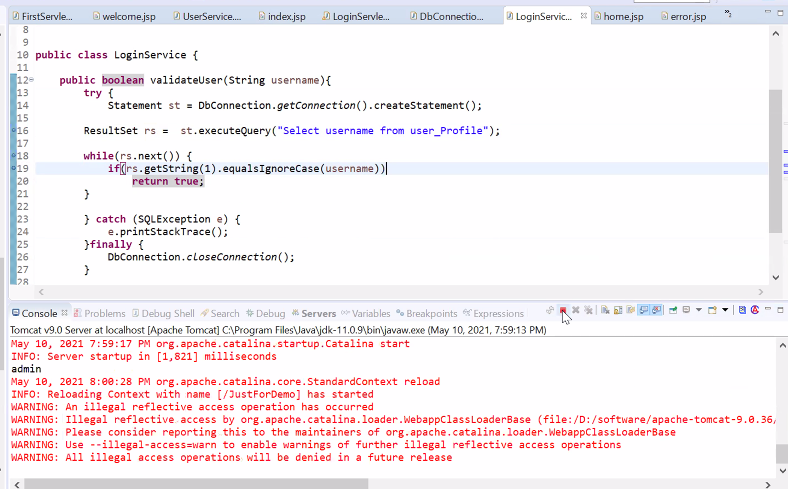 FirstServle... welcome.jsp UserService.... index.jsp LoginServle... DbConnectio... LoginServic... home.jsp error.jsp
8
9
10 public class LoginService {
11
12 public boolean validateUser(String username){
13 try {
14 Statement st = DbConnection.getConnection().createStatement();
15
16 ResultSet rs = st.executeQuery("Select username from user_Profile");
17
18 while(rs.next()) {
19 if(rs.getString(1).equalsIgnoreCase(username))
20 return true;
21 }
22
23 } catch (SQLException e) {
24 e.printStackTrace();
25 }finally {
26 DbConnection.closeConnection();
27 }
28
Console Problems Debug Shell Search Debug Servers Variables Breakpoints Expressions
Tomcat v9.0 Server at localhost [Apache Tomcat] C:\Program Files\Java\jdk-11.0.9\bin\javaw.exe (May 10, 2021, 7:59:13 PM)
May 10, 2021 7:59:17 PM org.apache.catalina.startup.Catalina start
INFO: Server startup in [1,821] milliseconds
admin
May 10, 2021 8:00:28 PM org.apache.catalina.core.StandardContext reload
INFO: Reloading Context with name [/JustForDemo] has started
WARNING: An illegal reflective access operation has occurred
WARNING: Illegal reflective access by org.apache.catalina.loader.WebappClassLoaderBase (file:/D:/software/apache-tomcat-9.0.36/
WARNING: Please consider reporting this to the maintainers of org.apache.catalina.loader.WebappClassLoaderBase
WARNING: Use --illegal-access=warn to enable warnings of further illegal reflective access operations
WARNING: All illegal access operations will be denied in a future release